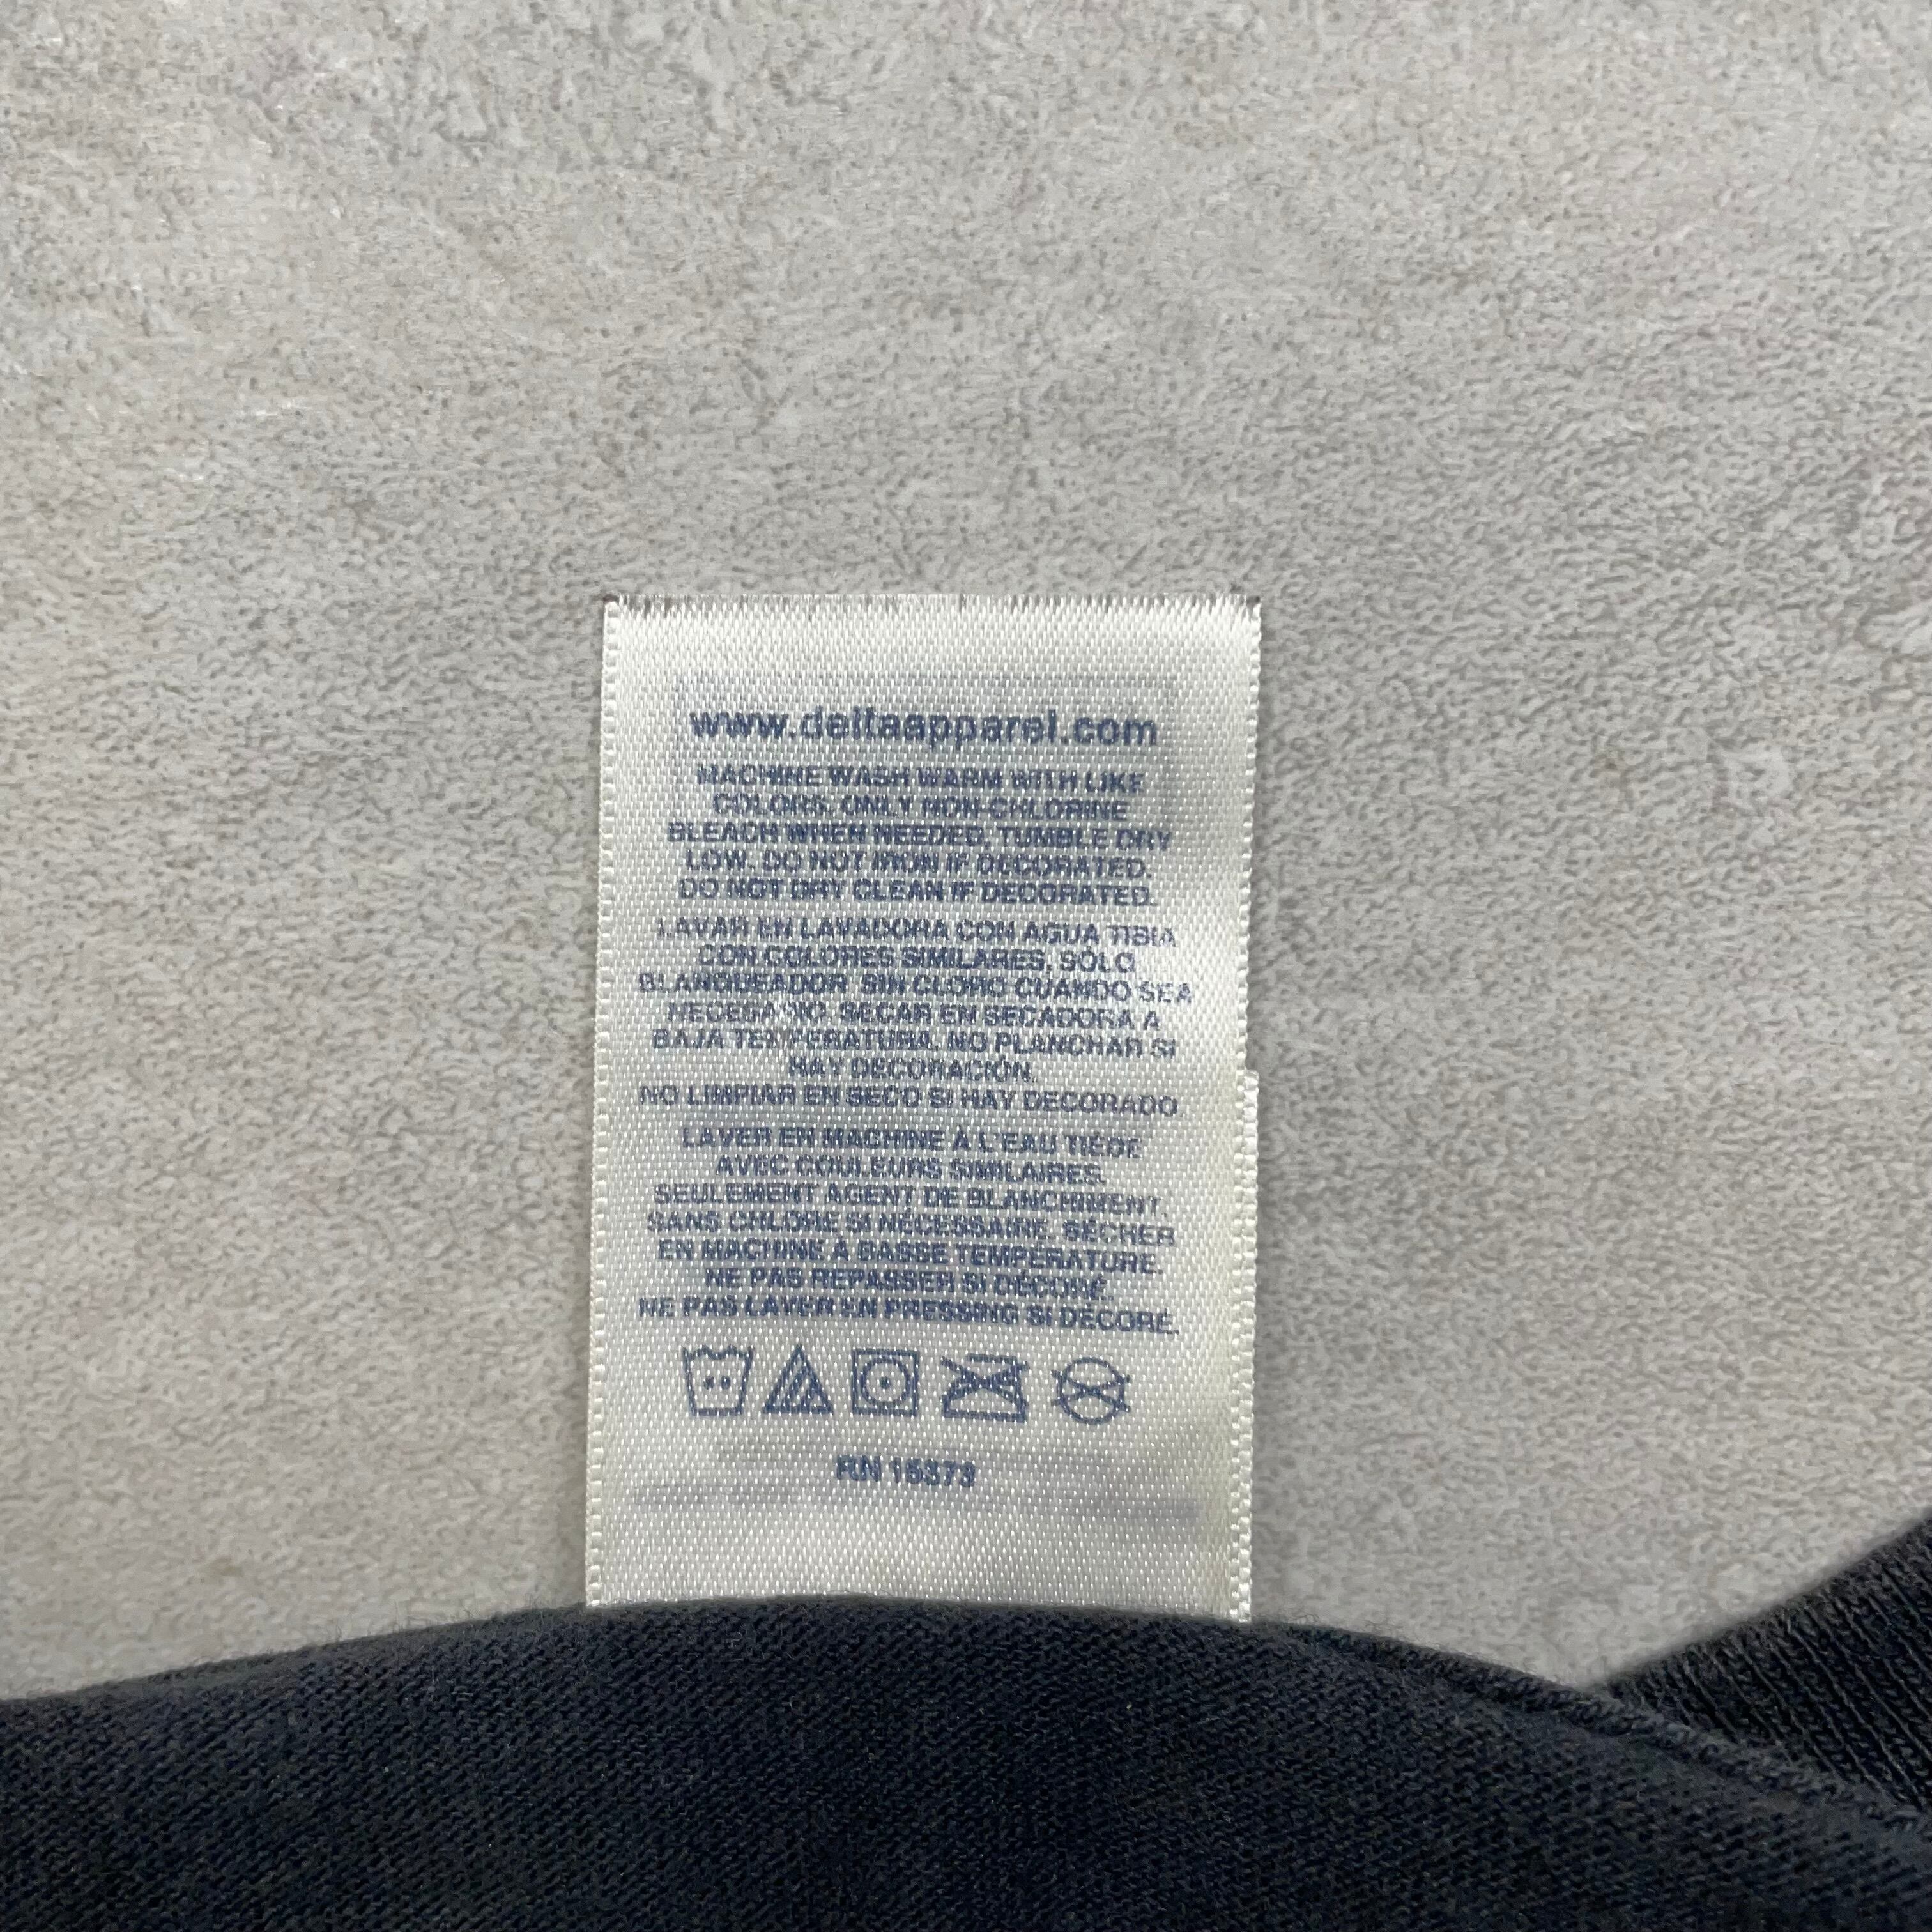 www.deltaapparel.com
MACHINE WASH WARM WITH LIKE
COLORS. ONLY NON-CHLORINE
BLEACH WHEN NEEDED. TUMBLE DRY
LOW. DO NOT IRON IF DECORATED.
DO NOT DRY CLEAN IF DECORATED.
LAVAR EN LAVADORA CON AGUA TIBIA
CON COLORES SIMILARES. SÓLO
BLANQUEADOR SIN CLORO CUANDO SEA
NECESARIO. SECAR EN SECADORA A
BAJA TEMPERATURA. NO PLANCHAR SI
HAY DECORACIÓN.
NO LIMPIAR EN SECO SI HAY DECORADO
LAVER EN MACHINE À L'EAU TIÈDE
AVEC COULEURS SIMILAIRES.
SEULEMENT AGENT DE BLANCHIMENT
SANS CHLORE SI NÉCESSAIRE. SÉCHER
EN MACHINE À BASSE TEMPÉRATURE.
NE PAS REPASSER SI DÉCORÉ.
NE PAS LAVER EN PRESSING SI DÉCORÉ.
RN 15373